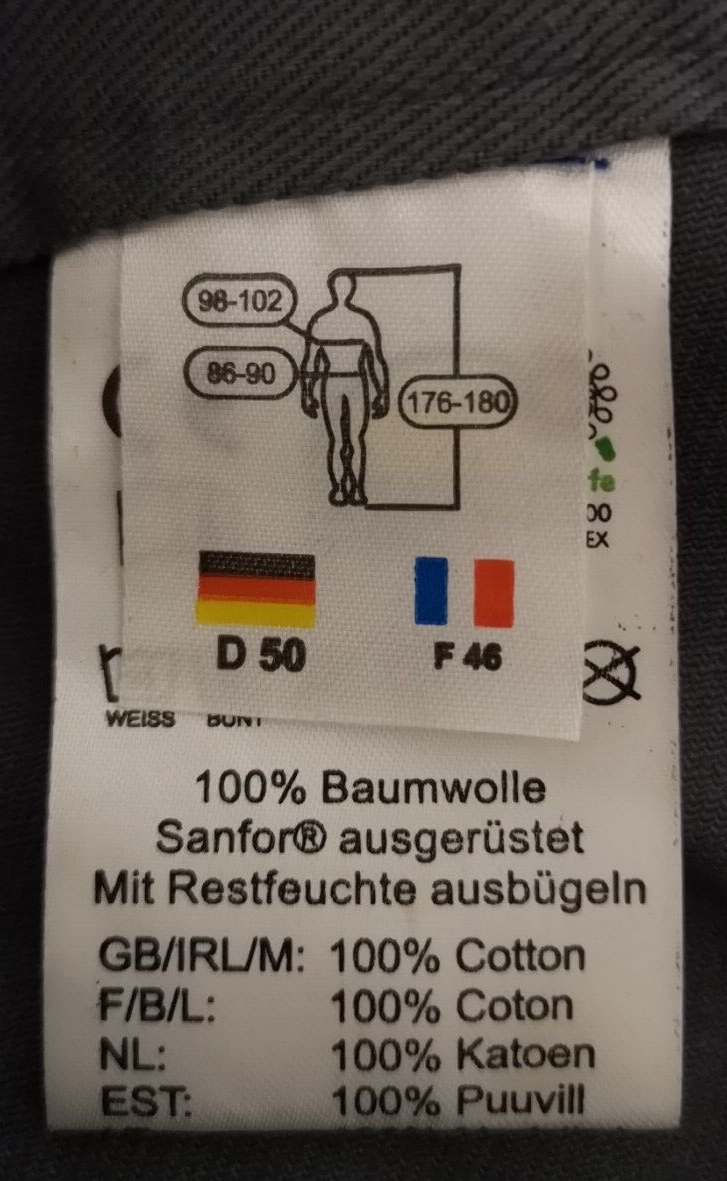 98-102
86-90
176-180
D 50
F 46
WEISS BUNT
100% Baumwolle
Sanfor® ausgerüstet
Mit Restfeuchte ausbügeln
GB/IRL/M: 100% Cotton
F/B/L: 100% Coton
NL: 100% Katoen
EST: 100% Puuvill